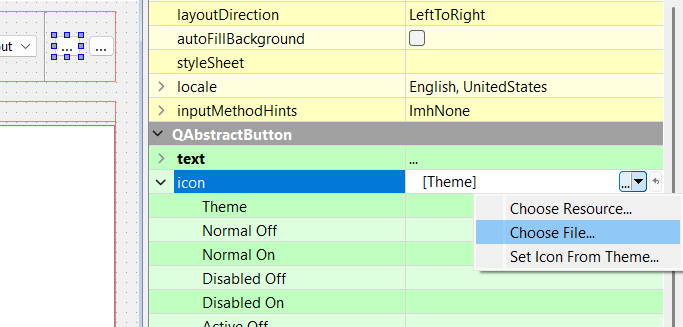 layoutDirection LeftToRight
autoFillBackground
styleSheet
out ... ...
locale English, UnitedStates
inputMethodHints ImhNone
QAbstractButton
text ...
icon [Theme] ...
Theme
Choose Resource...
Normal Off
Choose File...
Normal On
Set Icon From Theme...
Disabled Off
Disabled On
Active Off